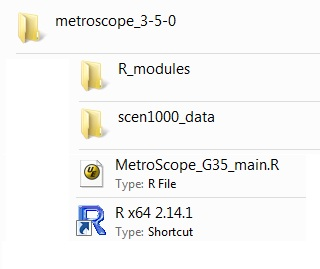 metroscope_3-5-0
R_modules
scen1000_data
MetroScope_G35_main.R
Type: R File
R x64 2.14.1
Type: Shortcut